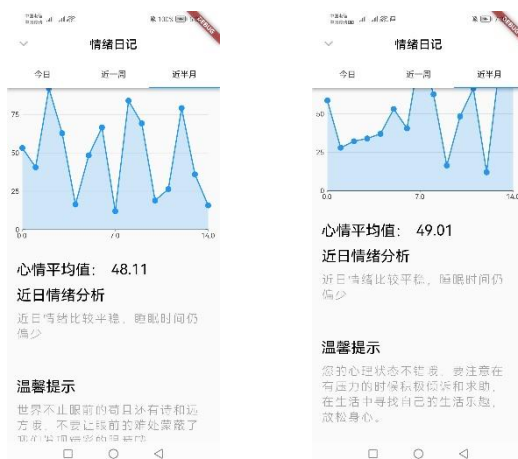 100%
DEBUG
情绪日记
今日
近一周
近半月
75
50
25
0
0.0
7.0
14.0
心情平均值： 48.11
近日情绪分析
近日情绪比较平稳，睡眠时间仍
偏少
温馨提示
世界不止眼前的苟且还有诗和远
方哦，不要让眼前的难处蒙蔽了
DEBUG
情绪日记
今日
近一周
近半月
50
25
0
0.0
7.0
14.0
心情平均值： 49.01
近日情绪分析
近日情绪比较平稳，睡眠时间仍
偏少
温馨提示
您的心理状态不错哦，要注意在
有压力的时候积极倾诉和求助，
在生活中寻找自己的生活乐趣，
放松身心。